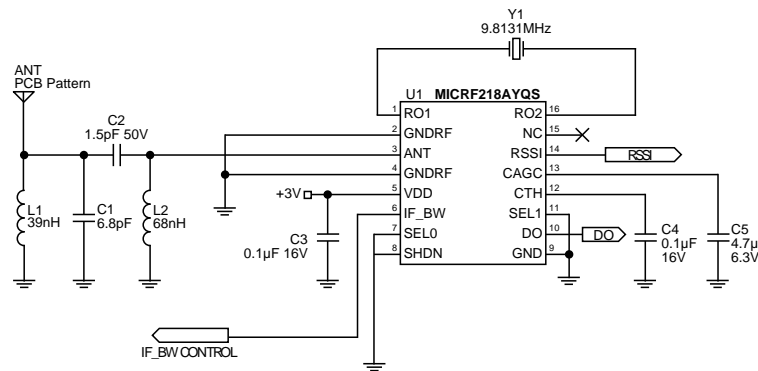 Y1
9.8131MHz
ANT
PCB Pattern
U1 MICRF218AYQS
C2
1.5pF 50V
1 RO1 RO2 16
2 GNDRF NC 15
3 ANT RSSI 14 RSSI
4 GNDRF CAGC 13
+3V 5 VDD CTH 12
6 IF_BW SEL1 11
7 SEL0 DO 10 DO
8 SHDN GND 9
L1
39nH
C1
6.8pF
L2
68nH
C3
0.1µF 16V
C4
0.1µF
16V
C5
4.7µ
6.3V
IF_BW CONTROL